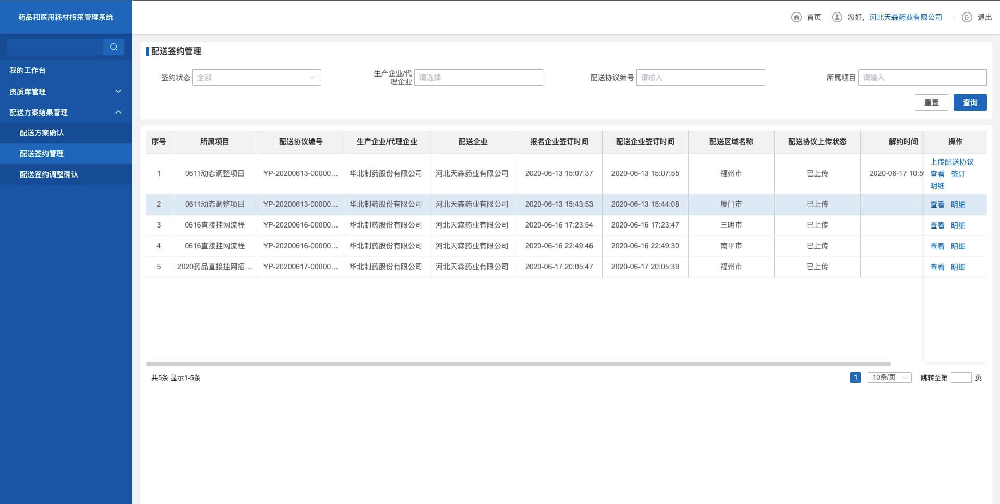 药品和医用耗材招采管理系统
首页 您好，河北天森药业有限公司 退出
我的工作台
资质库管理
配送方案结果管理
配送方案确认
配送签约管理
配送签约调整确认
配送签约管理
签约状态 全部
生产企业/代
理企业 请选择
配送协议编号 请输入
所属项目 请输入
重置 查询
序号 所属项目 配送协议编号 生产企业/代理企业 配送企业 报名企业签订时间 配送企业签订时间 配送区域名称 配送协议上传状态 解约时间 操作
1 0611动态调整项目 YP-20200613-00000... 华北制药股份有限公司 河北天森药业有限公司 2020-06-13 15:07:37 2020-06-13 15:07:55 福州市 已上传 2020-06-17 10:59
上传配送协议
查看 签订
明细
2 0611动态调整项目 YP-20200613-00000... 华北制药股份有限公司 河北天森药业有限公司 2020-06-13 15:43:53 2020-06-13 15:44:08 厦门市 已上传 查看 明细
3 0616直接挂网流程 YP-20200616-00000... 华北制药股份有限公司 河北天森药业有限公司 2020-06-16 17:23:54 2020-06-16 17:23:47 三明市 已上传 查看 明细
4 0616直接挂网流程 YP-20200616-00000... 华北制药股份有限公司 河北天森药业有限公司 2020-06-16 22:49:46 2020-06-16 22:49:30 南平市 已上传 查看 明细
5 2020药品直接挂网招... YP-20200617-00000... 华北制药股份有限公司 河北天森药业有限公司 2020-06-17 20:05:47 2020-06-17 20:05:39 福州市 已上传 查看 明细
共5条 显示1-5条
1 10条/页 跳转至第 页